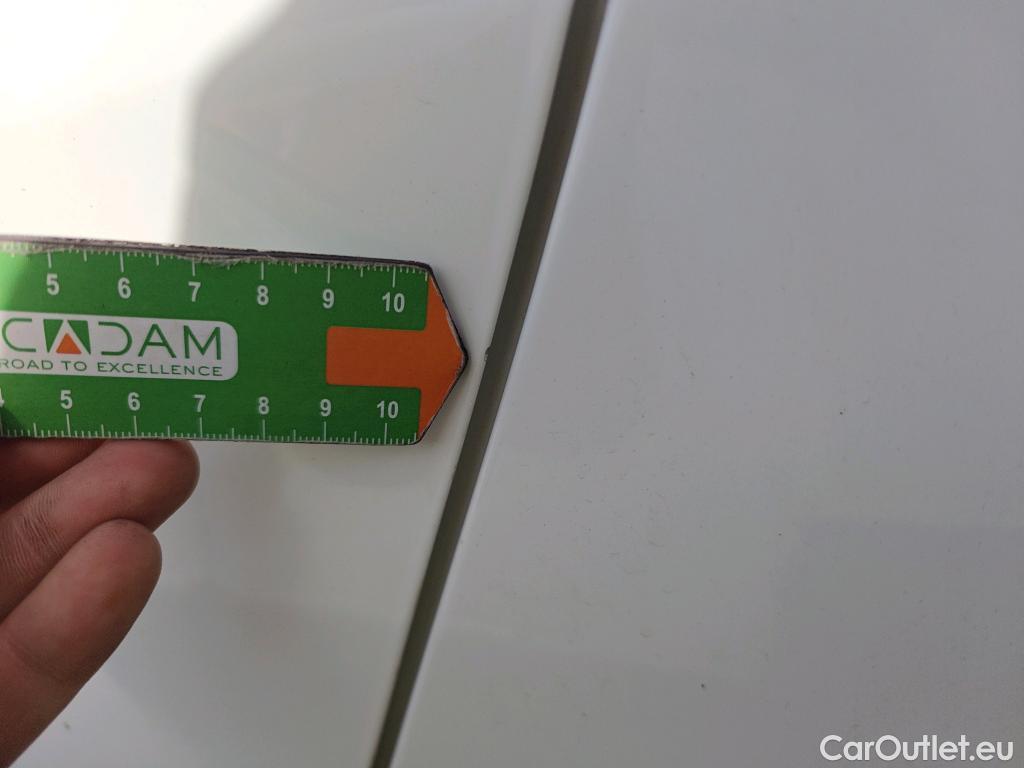 5 6 7 8 9 10
CADAM
ROAD TO EXCELLENCE
5 6 7 8 9 10
CarOutlet.eu